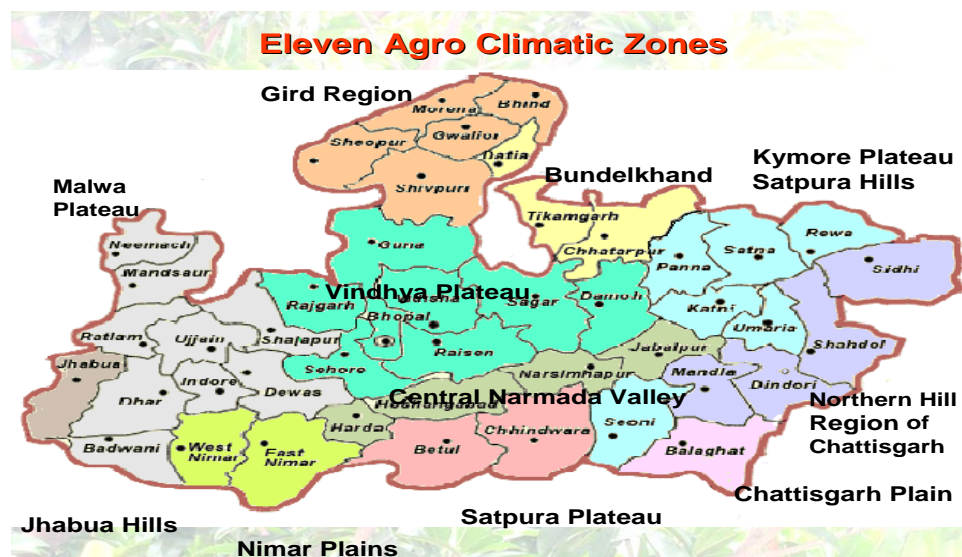 Eleven Agro Climatic Zones
Gird Region
Morena
Bhind
Gwalior
Sheopur
Datia
Shivpuri
Bundelkhand
Kymore Plateau
Satpura Hills
Malwa
Plateau
Tikamgarh
Chhatarpur
Neemach
Mandsaur
Guna
Panna
Satna
Rewa
Sidhi
Rajgarh
Vindhya Plateau
Bhopal
Sagar
Damoh
Katni
Umaria
Ratlam
Ujjain
Shajapur
Sehore
Raisen
Jabalpur
Shahdol
Jhabua
Indore
Dewas
Dhar
Narsimhapur
Mandla
Dindori
Central Narmada Valley
Harda
Northern Hill
Region of
Chattisgarh
Badwani
West
Nimar
East
Nimar
Betul
Chhindwara
Seoni
Balaghat
Chattisgarh Plain
Satpura Plateau
Jhabua Hills
Nimar Plains